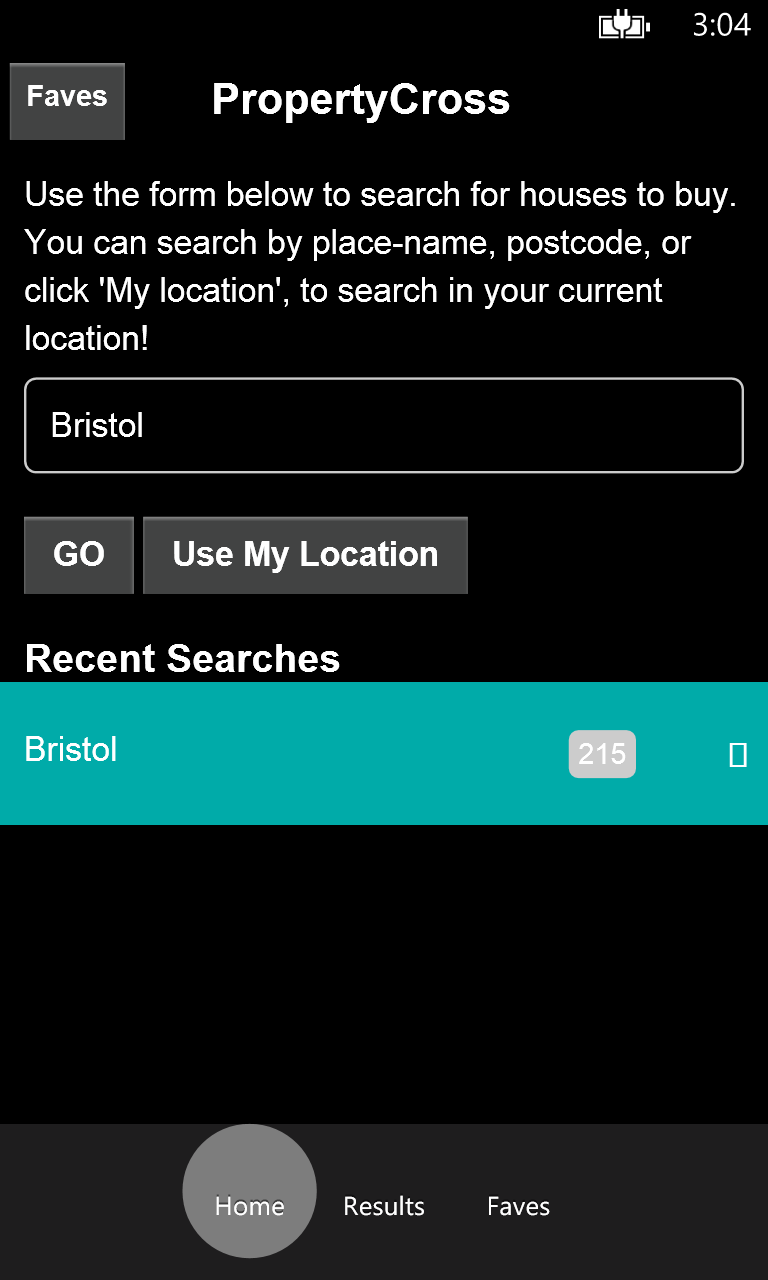 3:04
Faves
PropertyCross
Use the form below to search for houses to buy.
You can search by place-name, postcode, or
click 'My location', to search in your current
location!
Bristol
GO
Use My Location
Recent Searches
Bristol
215
Home
Results
Faves